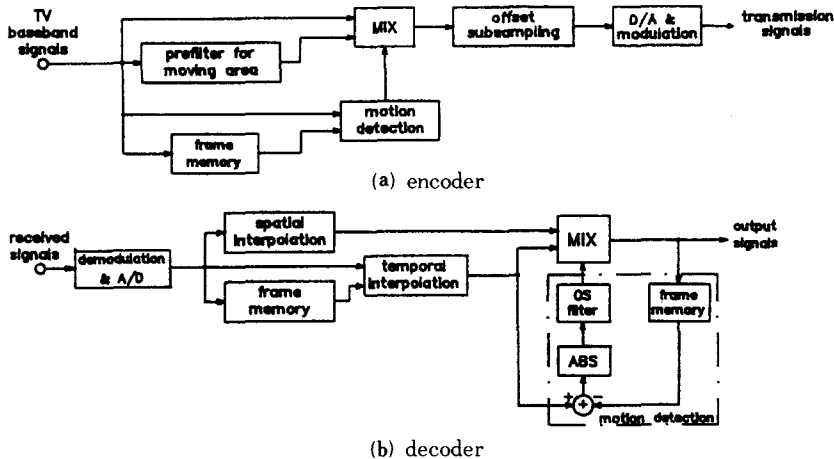 TV
baseband
signals
prefilter for
moving area
frame
memory
motion
detection
MIX
offset
subsampling
D/A &
modulation
transmission
signals
(a) encoder
received
signals
demodulation
& A/D
spatial
interpolation
frame
memory
temporal
interpolation
MIX
output
signals
OS
filter
frame
memory
ABS
+
+
−
motion detection
(b) decoder